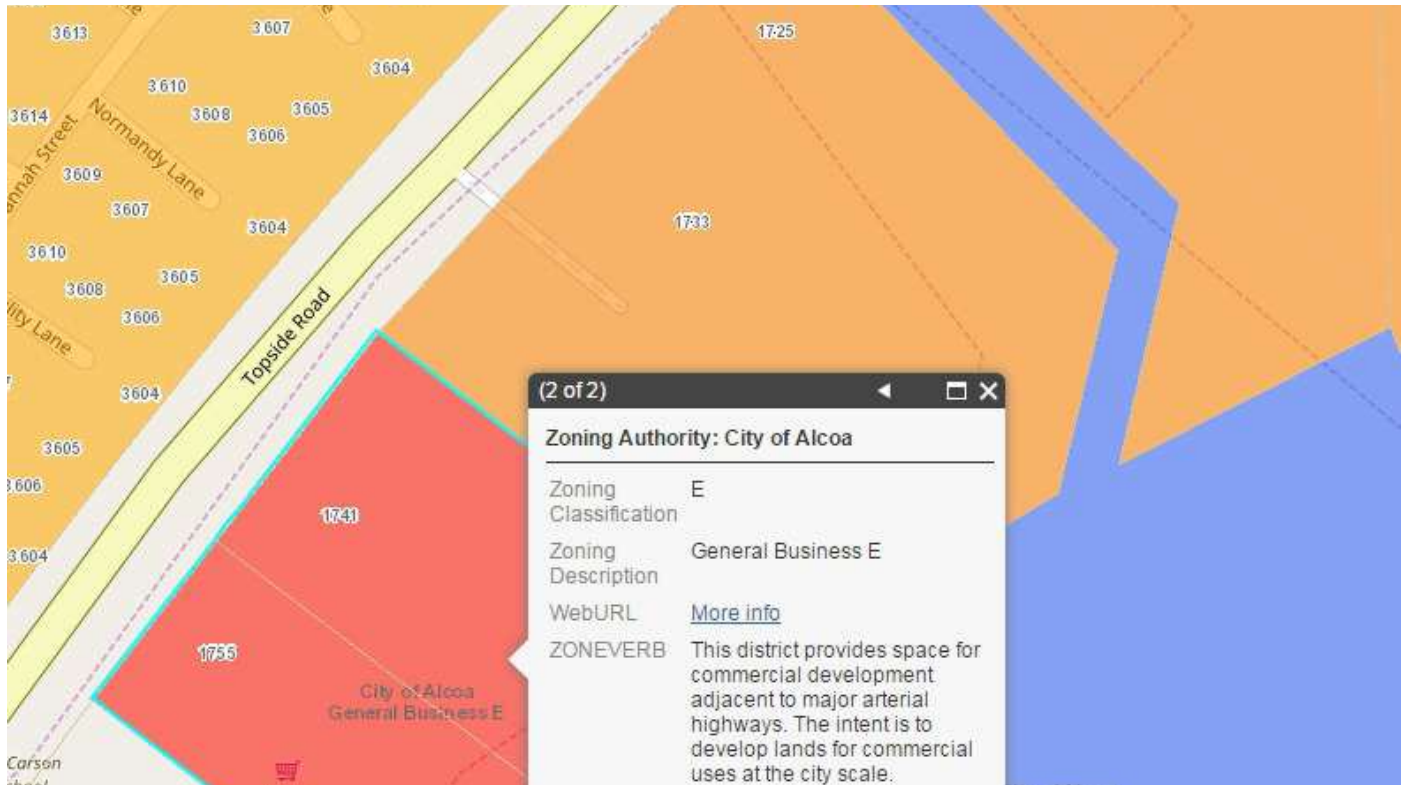 3613
3607
1725
3604
3610
3614
3608
3605
Normandy Lane
3606
annah Street
3609
3607
1733
3604
3610
3605
3608
3606
ility Lane
Topside Road
3604
3605
3606
1741
3604
1755
City of Alcoa
General Business E
Carson
(2 of 2)
Zoning Authority: City of Alcoa
Zoning Classification E
Zoning Description General Business E
WebURL More info
ZONEVERB This district provides space for
commercial development
adjacent to major arterial
highways. The intent is to
develop lands for commercial
uses at the city scale.